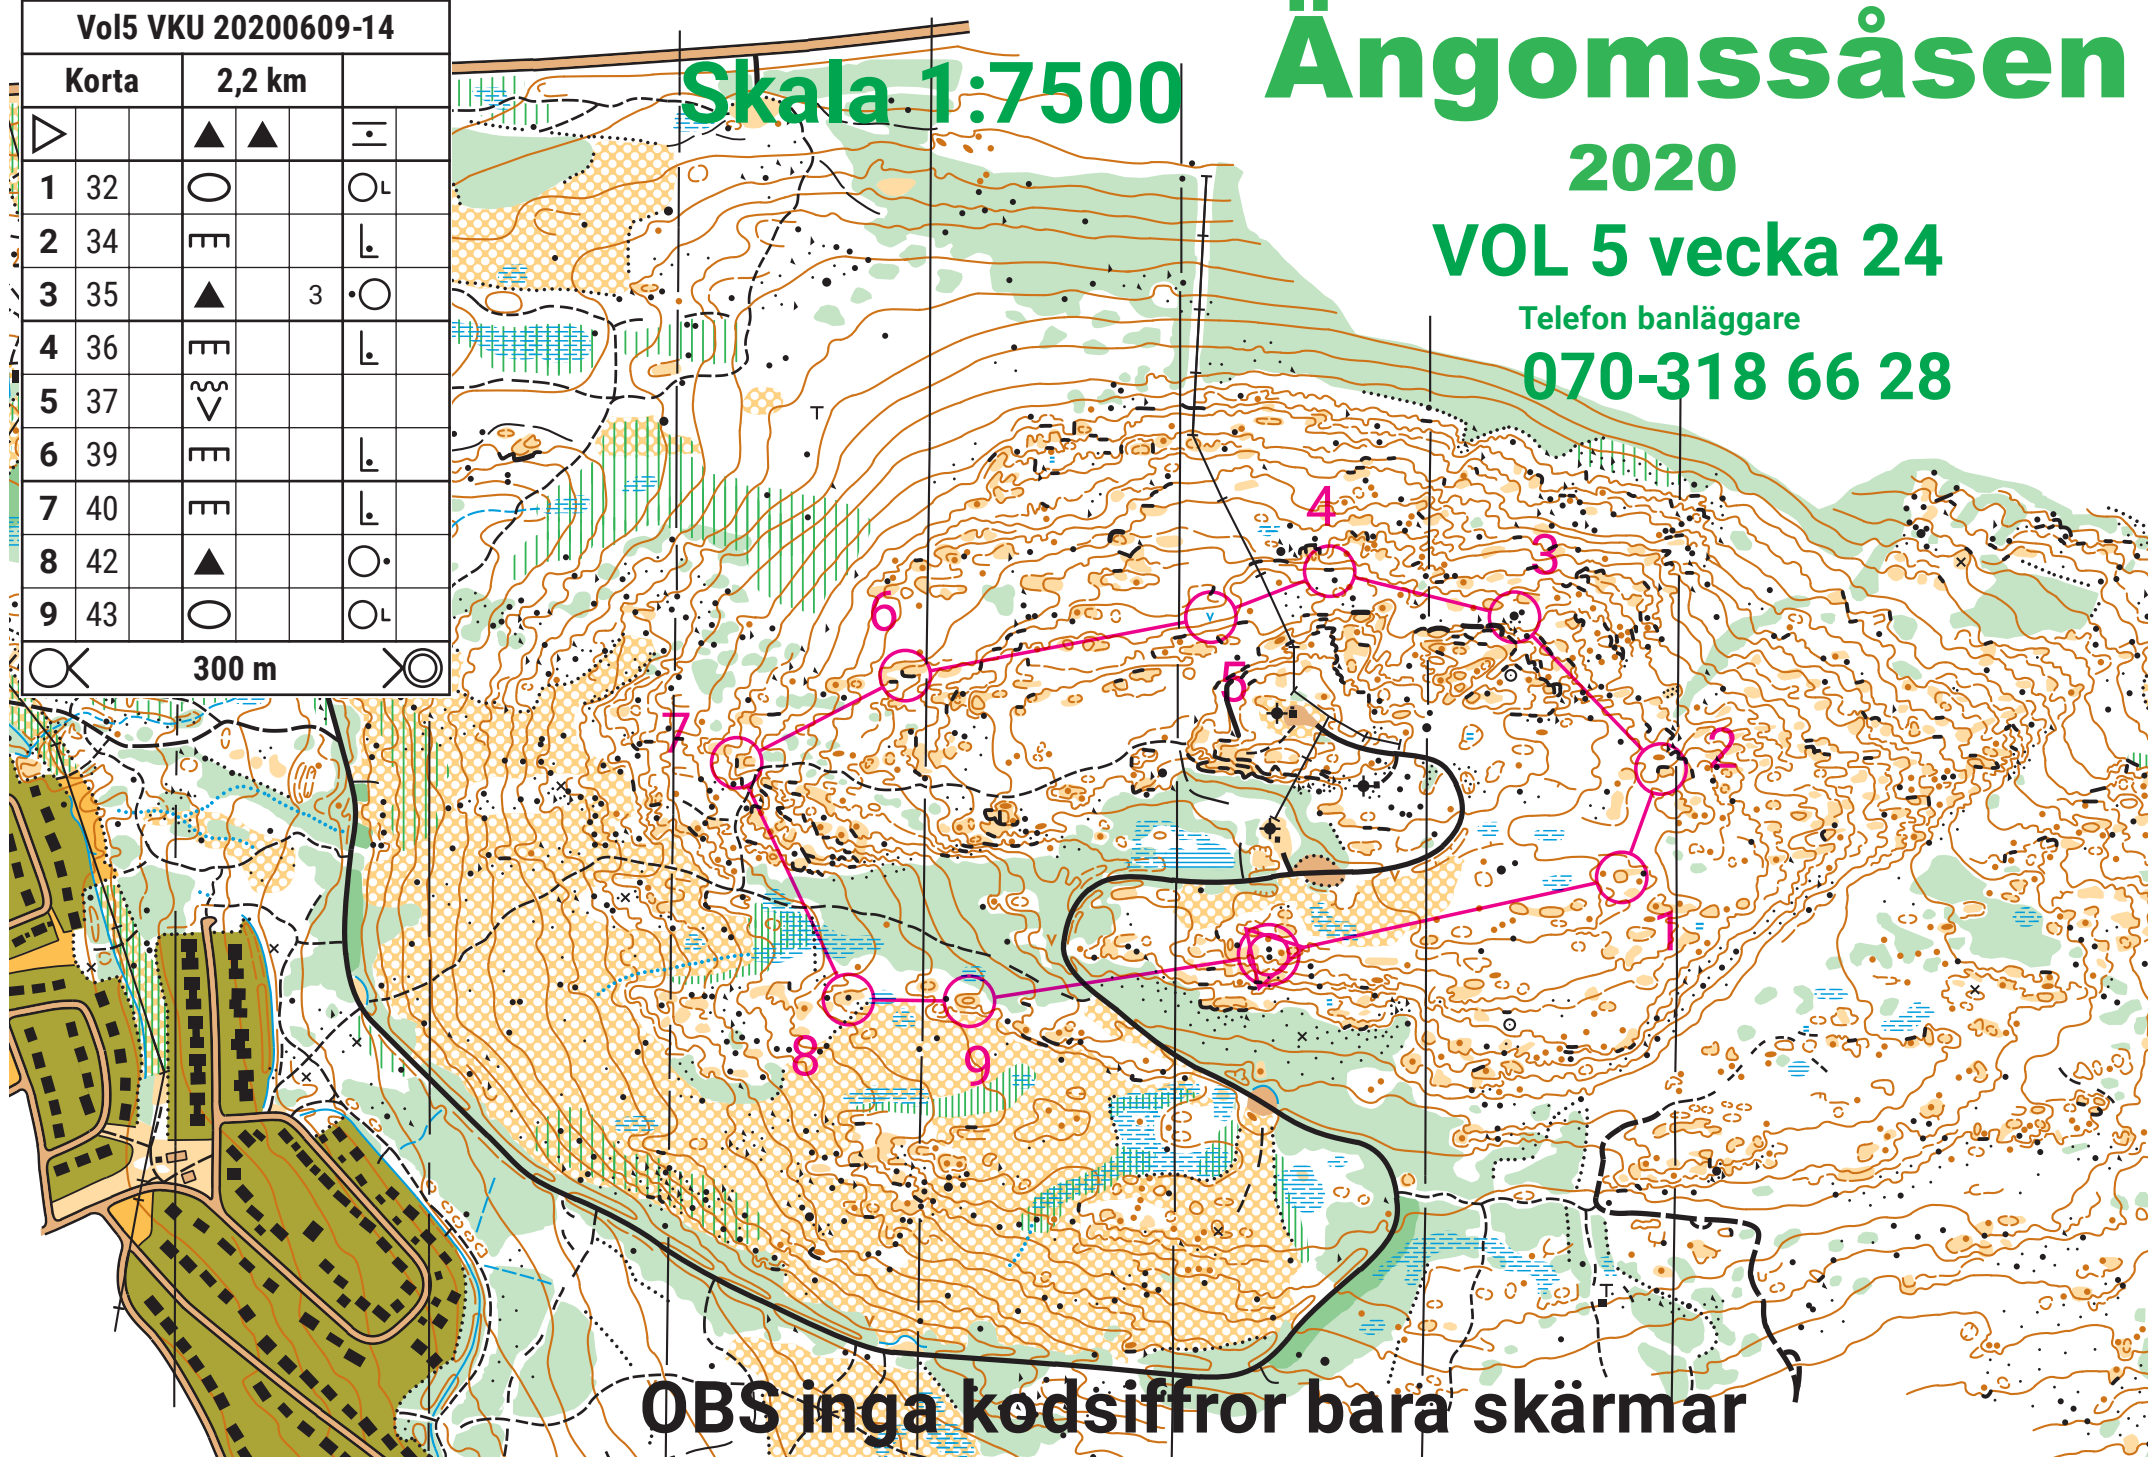 Vol5 VKU 20200609-14
Korta 2,2 km
1 32
2 34
3 35 3
4 36
5 37
6 39
7 40
8 42
9 43
300 m
Skala 1:7500
Ängomssåsen
2020
VOL 5 vecka 24
Telefon banläggare
070-318 66 28
4
3
6
5
7
2
1
8
9
OBS inga kodsiffror bara skärmar